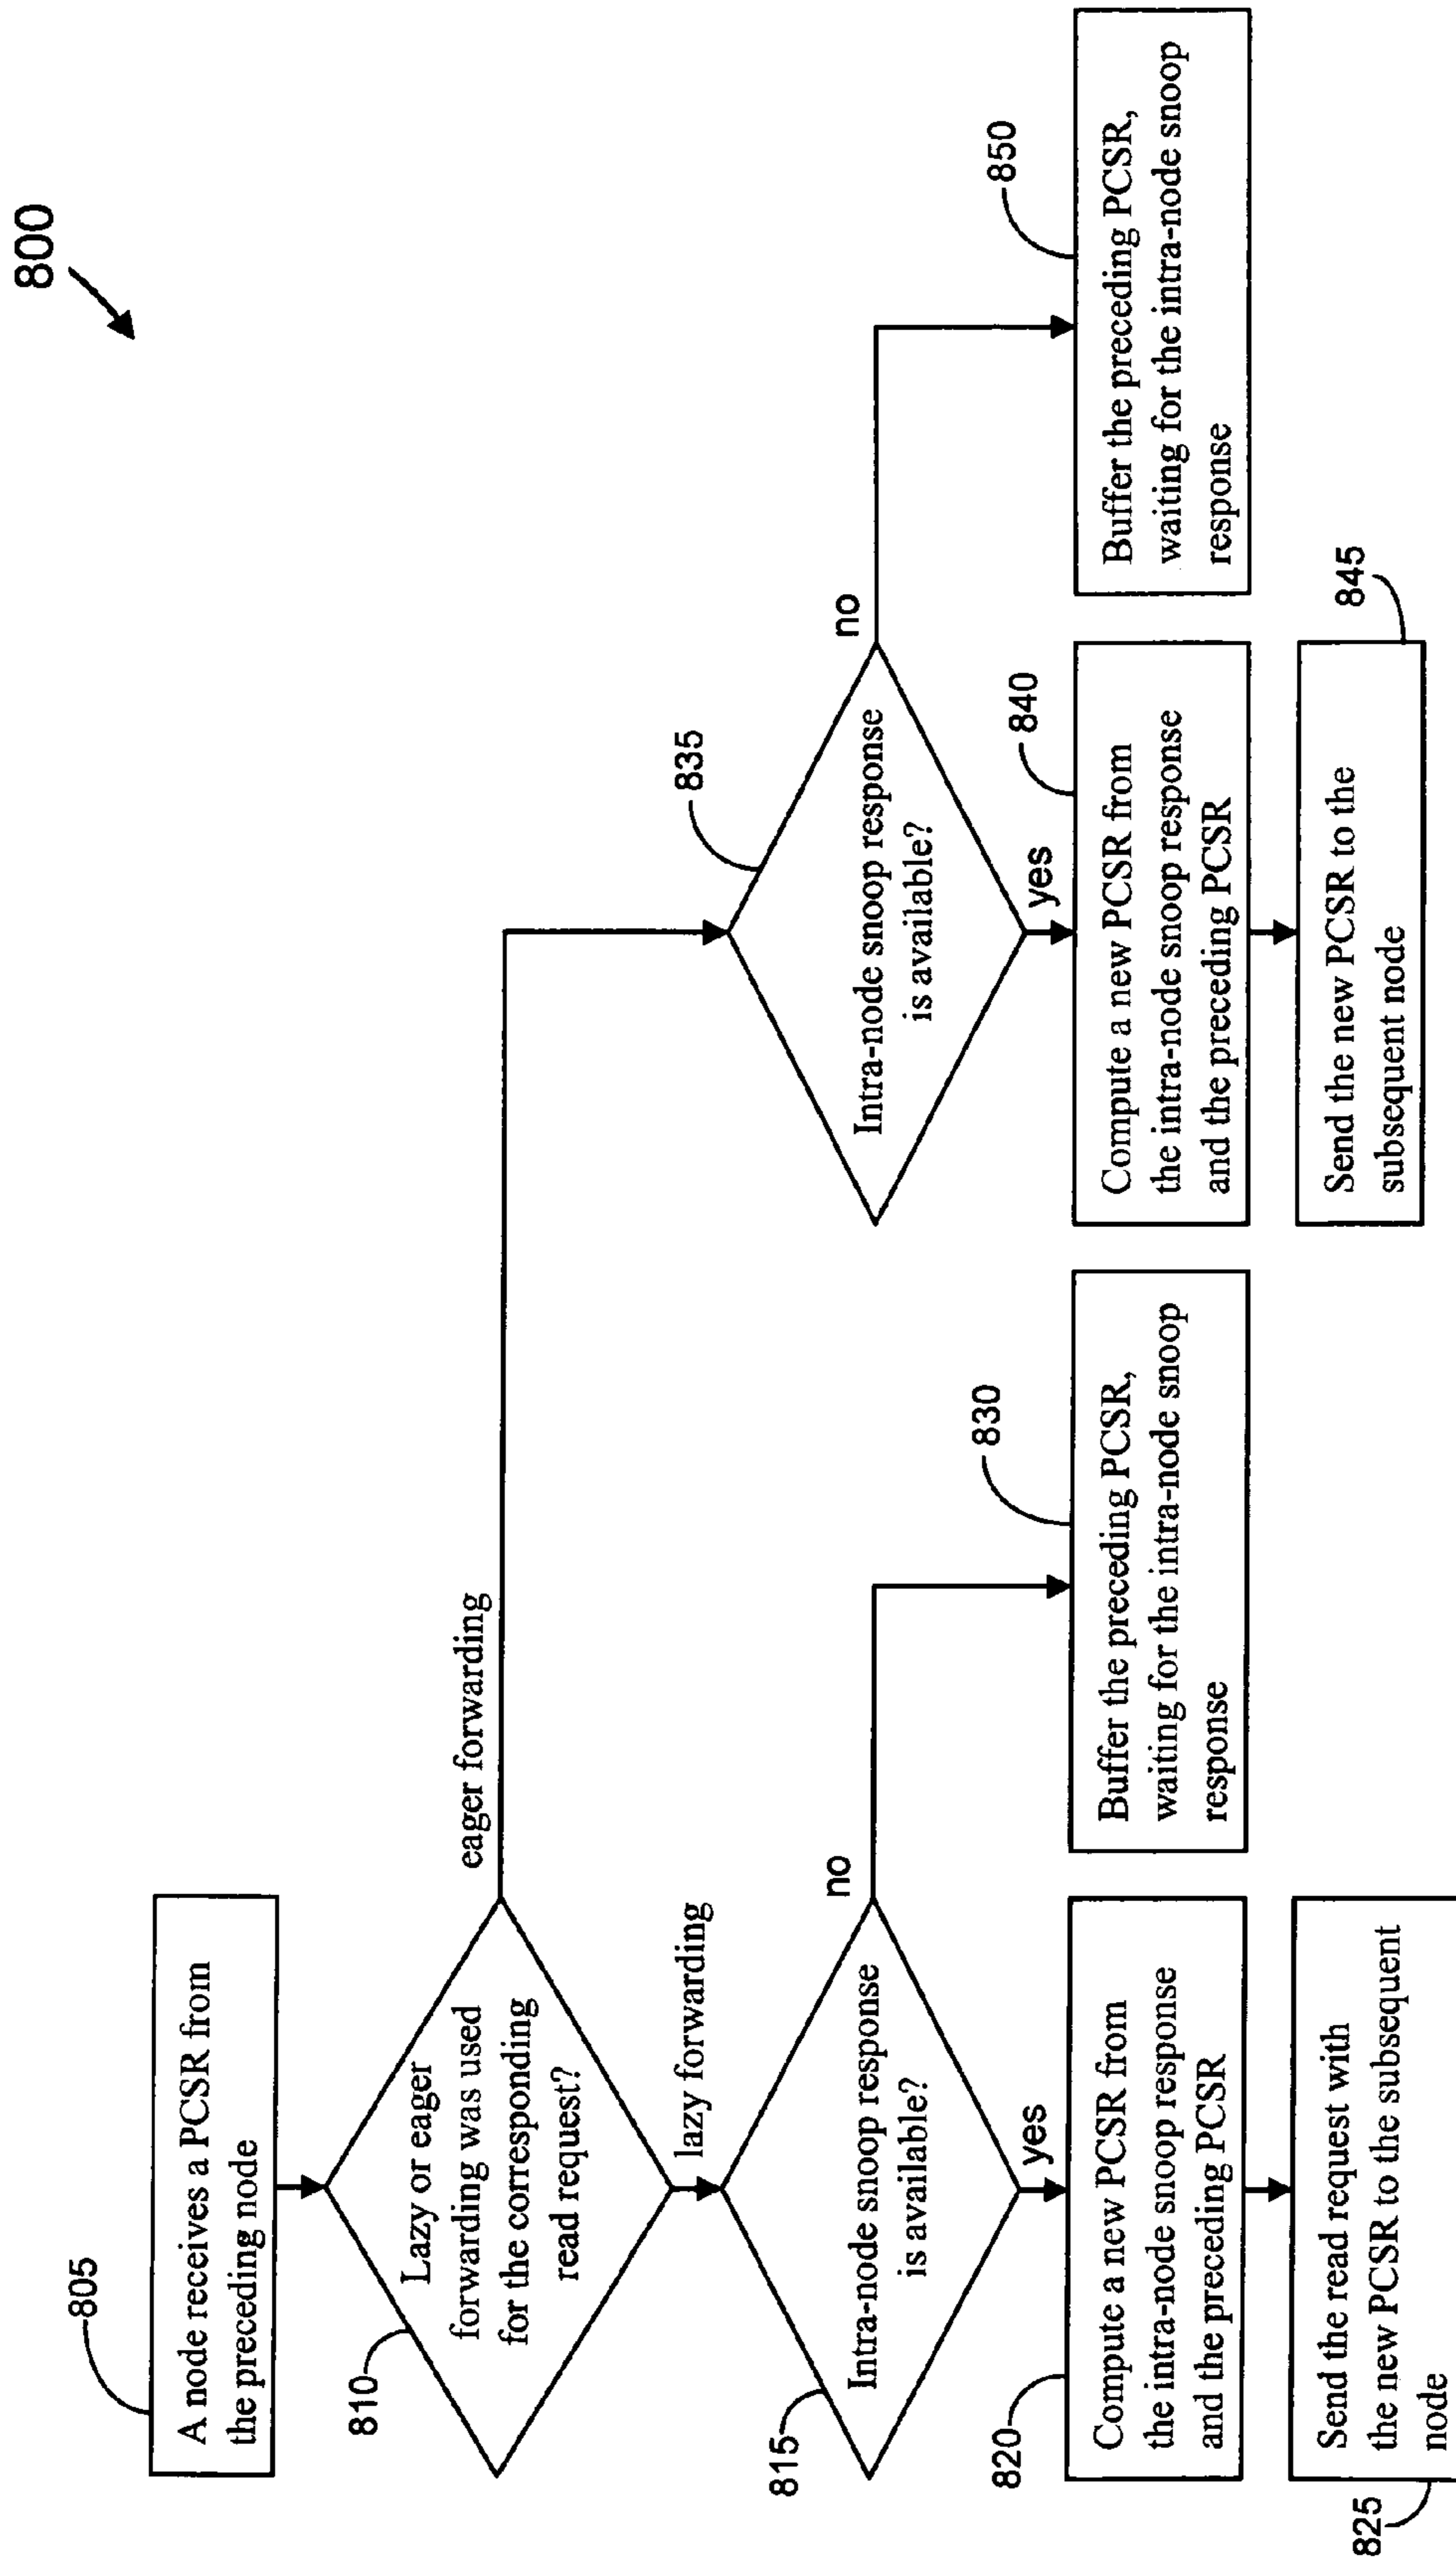 800
805
A node receives a PCSR from
the preceding node
810
Lazy or eager
forwarding was used
for the corresponding
read request?
eager forwarding
lazy forwarding
815
Intra-node snoop response
is available?
no
yes
820
Compute a new PCSR from
the intra-node snoop response
and the preceding PCSR
825
Send the read request with
the new PCSR to the subsequent
node
830
Buffer the preceding PCSR,
waiting for the intra-node snoop
response
835
Intra-node snoop response
is available?
no
yes
840
Compute a new PCSR from
the intra-node snoop response
and the preceding PCSR
845
Send the new PCSR to the
subsequent node
850
Buffer the preceding PCSR,
waiting for the intra-node snoop
response